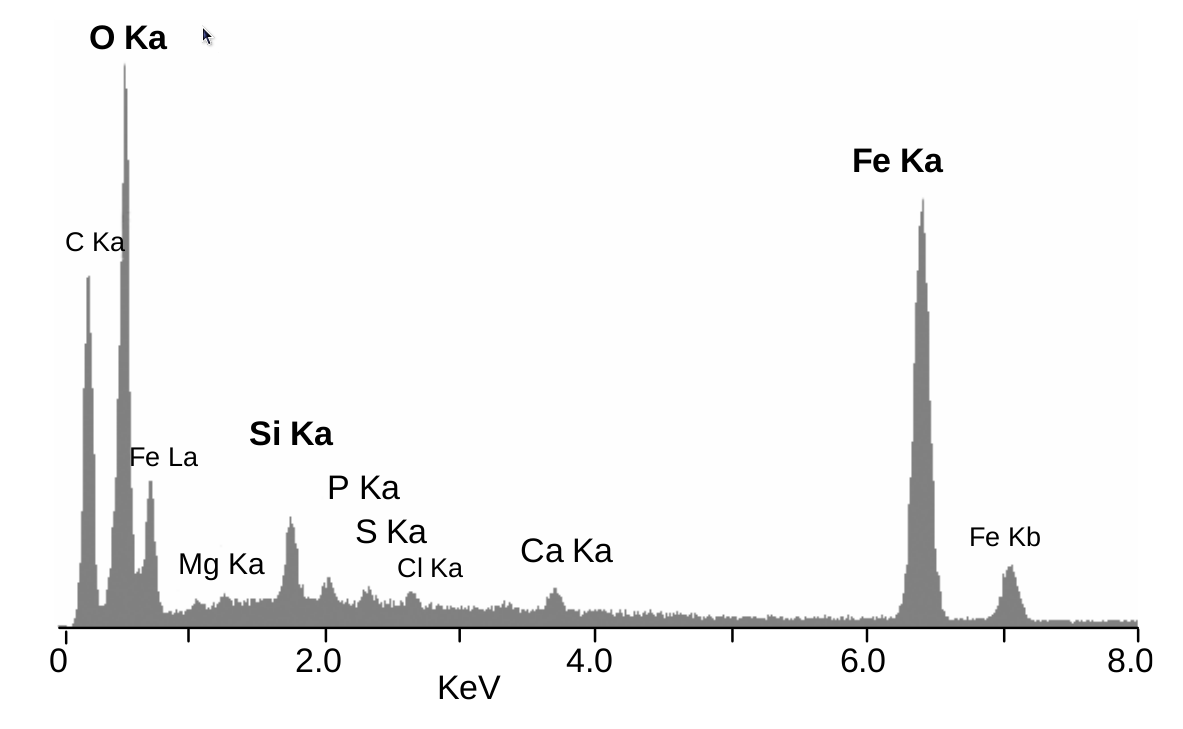 O Ka
Fe Ka
C Ka
Si Ka
Fe La
P Ka
S Ka
Fe Kb
Ca Ka
Mg Ka
Cl Ka
0
2.0
4.0
6.0
8.0
KeV